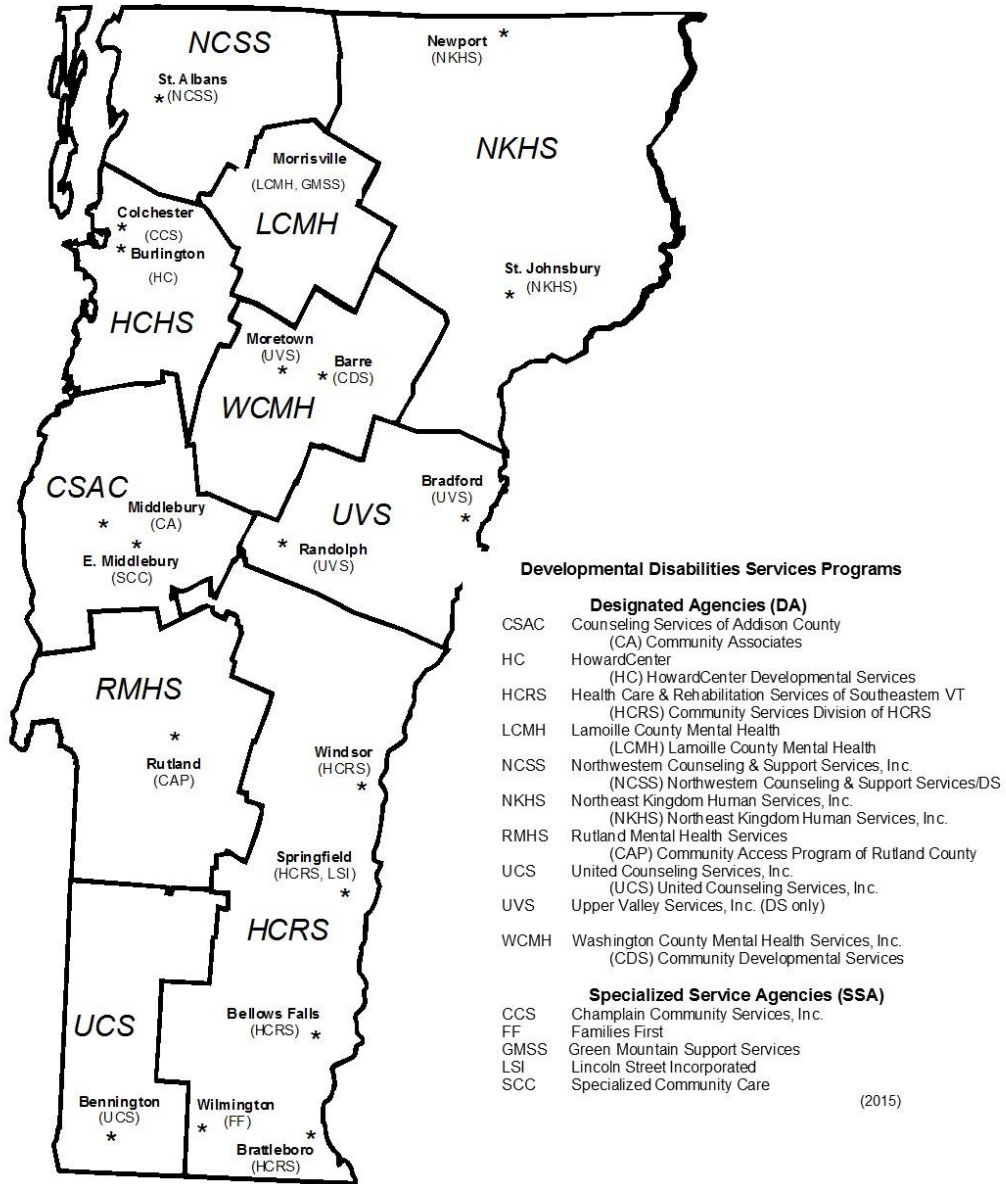 NCSS
St. Albans
* (NCSS)
Newport *
(NKHS)
NKHS
Morrisville
(LCMH, GMSS)
LCMH
Colchester
* (CCS)
* Burlington
(HC)
HCHS
St. Johnsbury
* (NKHS)
Moretown
(UVS)
*
Barre
* (CDS)
WCMH
CSAC
Middlebury
* (CA)
*
E. Middlebury
(SCC)
UVS
Bradford
(UVS)
*
* Randolph
(UVS)
RMHS
*
Rutland
(CAP)
Windsor
(HCRS)
*
Springfield
(HCRS, LSI)
*
HCRS
UCS
Bellows Falls
(HCRS) *
Bennington
(UCS)
*
Wilmington
* (FF)
*
Brattleboro
(HCRS)
Developmental Disabilities Services Programs
Designated Agencies (DA)
CSAC Counseling Services of Addison County
(CA) Community Associates
HC HowardCenter
(HC) HowardCenter Developmental Services
HCRS Health Care & Rehabilitation Services of Southeastern VT
(HCRS) Community Services Division of HCRS
LCMH Lamoille County Mental Health
(LCMH) Lamoille County Mental Health
NCSS Northwestern Counseling & Support Services, Inc.
(NCSS) Northwestern Counseling & Support Services/DS
NKHS Northeast Kingdom Human Services, Inc.
(NKHS) Northeast Kingdom Human Services, Inc.
RMHS Rutland Mental Health Services
(CAP) Community Access Program of Rutland County
UCS United Counseling Services, Inc.
(UCS) United Counseling Services, Inc.
UVS Upper Valley Services, Inc. (DS only)
WCMH Washington County Mental Health Services, Inc.
(CDS) Community Developmental Services
Specialized Service Agencies (SSA)
CCS Champlain Community Services, Inc.
FF Families First
GMSS Green Mountain Support Services
LSI Lincoln Street Incorporated
SCC Specialized Community Care
(2015)